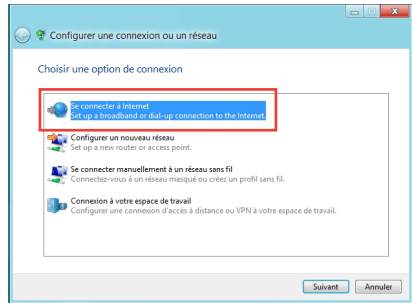 Configurer une connexion ou un réseau
Choisir une option de connexion
Se connecter à Internet
Set up a broadband or dial-up connection to the Internet.
Configurer un nouveau réseau
Set up a new router or access point.
Se connecter manuellement à un réseau sans fil
Connectez-vous à un réseau masqué ou créez un profil sans fil.
Connexion à votre espace de travail
Configurer une connexion d'accès à distance ou VPN à votre espace de travail.
Suivant Annuler